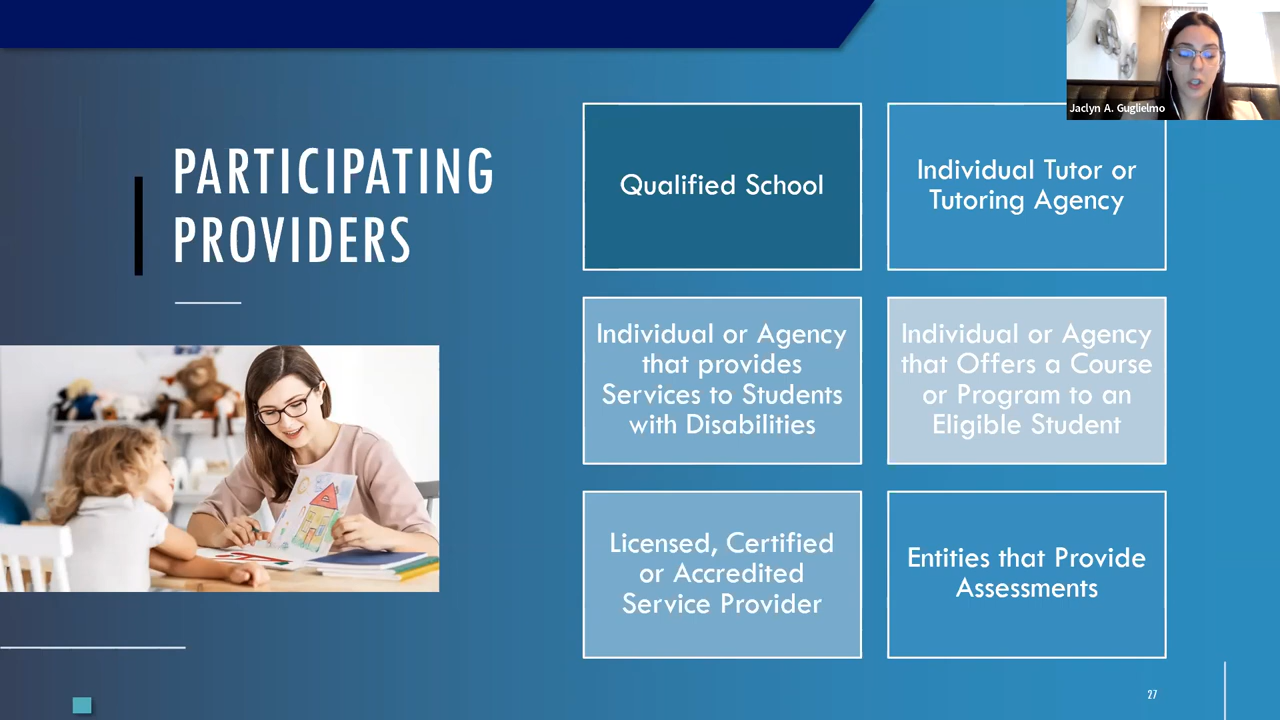 Jaclyn A. Guglielmo
PARTICIPATING
PROVIDERS
Qualified School
Individual Tutor or
Tutoring Agency
Individual or Agency
that provides
Services to Students
with Disabilities
Individual or Agency
that Offers a Course
or Program to an
Eligible Student
Licensed, Certified
or Accredited
Service Provider
Entities that Provide
Assessments
27